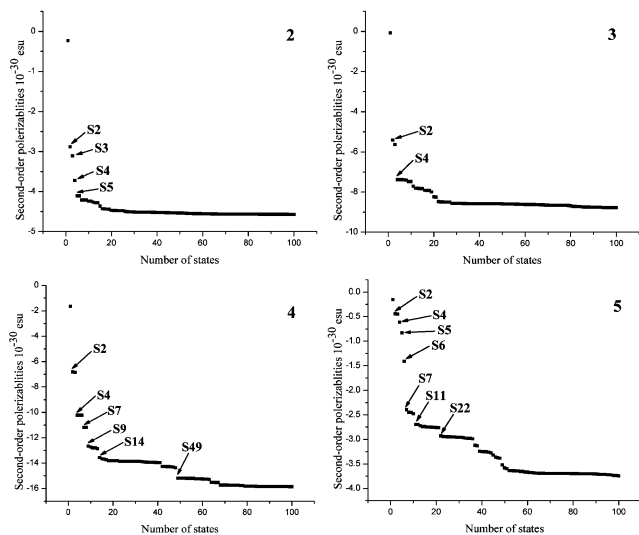 2
Second-order polerizablities 10⁻³⁰ esu
0
-1
-2
-3
-4
-5
S2
S3
S4
S5
0 20 40 60 80 100
Number of states
3
Second-order polerizablities 10⁻³⁰ esu
0
-2
-4
-6
-8
S2
S4
0 20 40 60 80 100
Number of states
4
Second-order polerizablities 10⁻³⁰ esu
0
-2
-4
-6
-8
-10
-12
-14
-16
S2
S4
S7
S9
S14
S49
0 20 40 60 80 100
Number of states
5
Second-order polerizablities 10⁻³⁰ esu
0.0
-0.5
-1.0
-1.5
-2.0
-2.5
-3.0
-3.5
-4.0
S2
S4
S5
S6
S7
S11
S22
0 20 40 60 80 100
Number of states